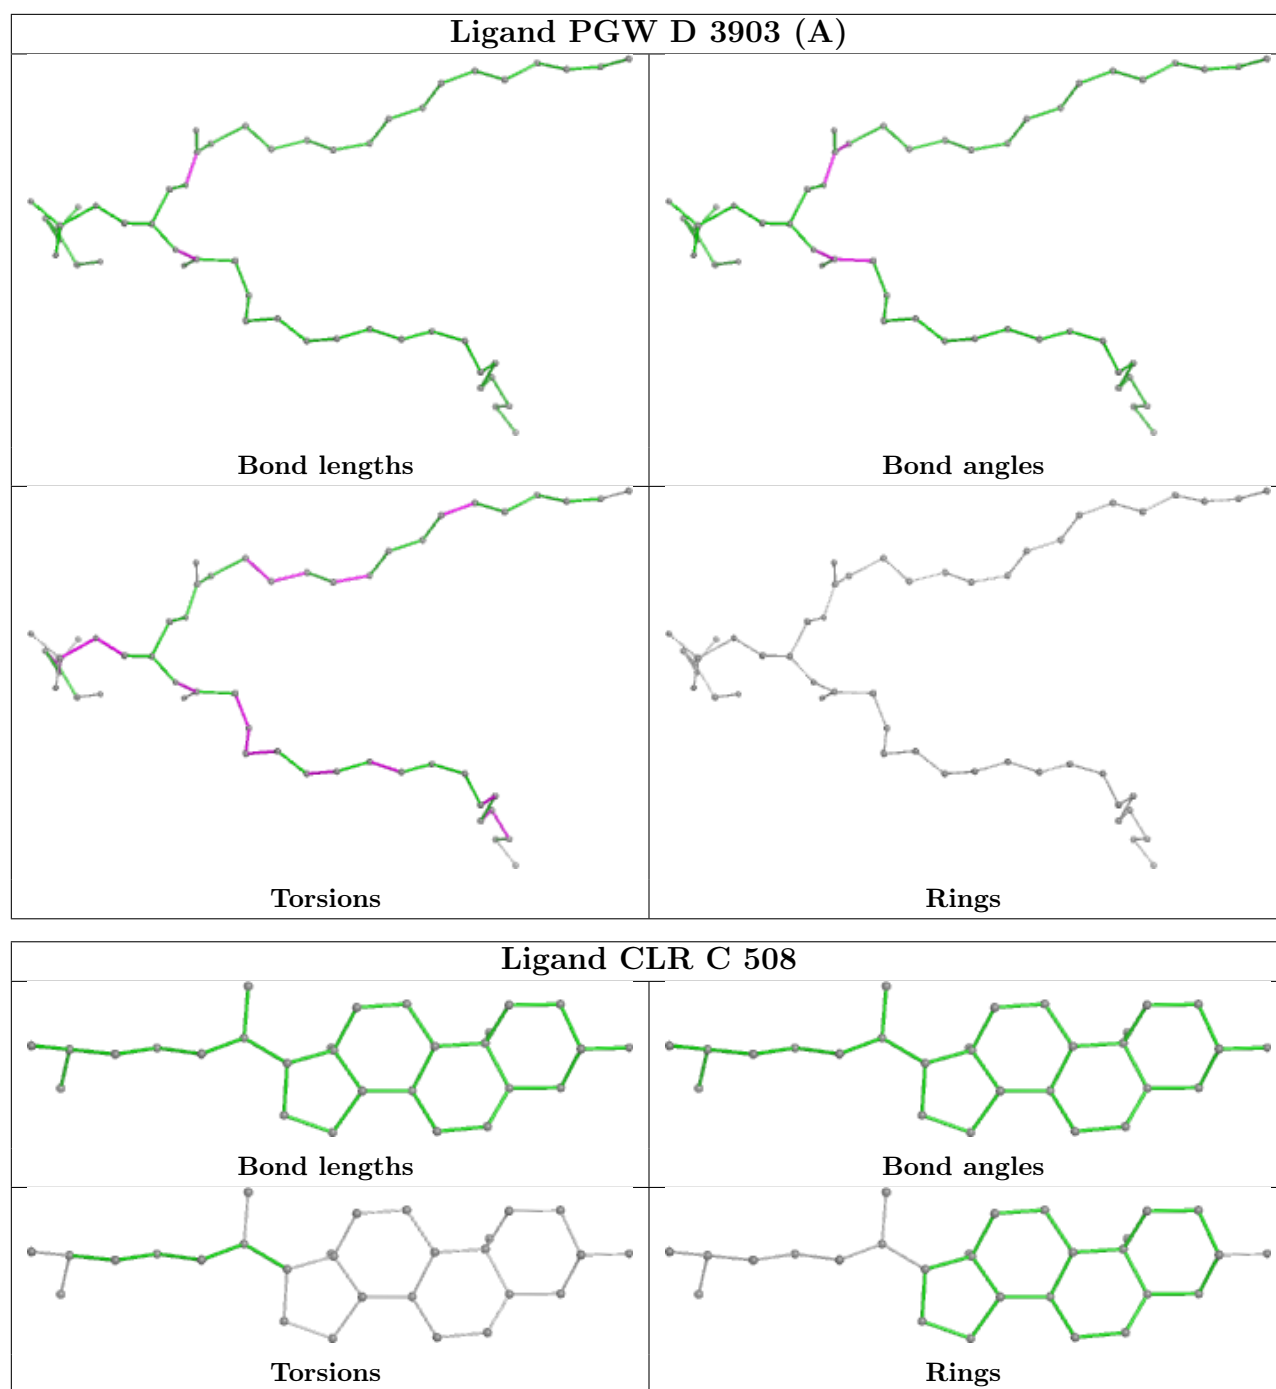 Ligand PGW D 3903 (A)
Bond lengths
Bond angles
Torsions
Rings
Ligand CLR C 508
Bond lengths
Bond angles
Torsions
Rings